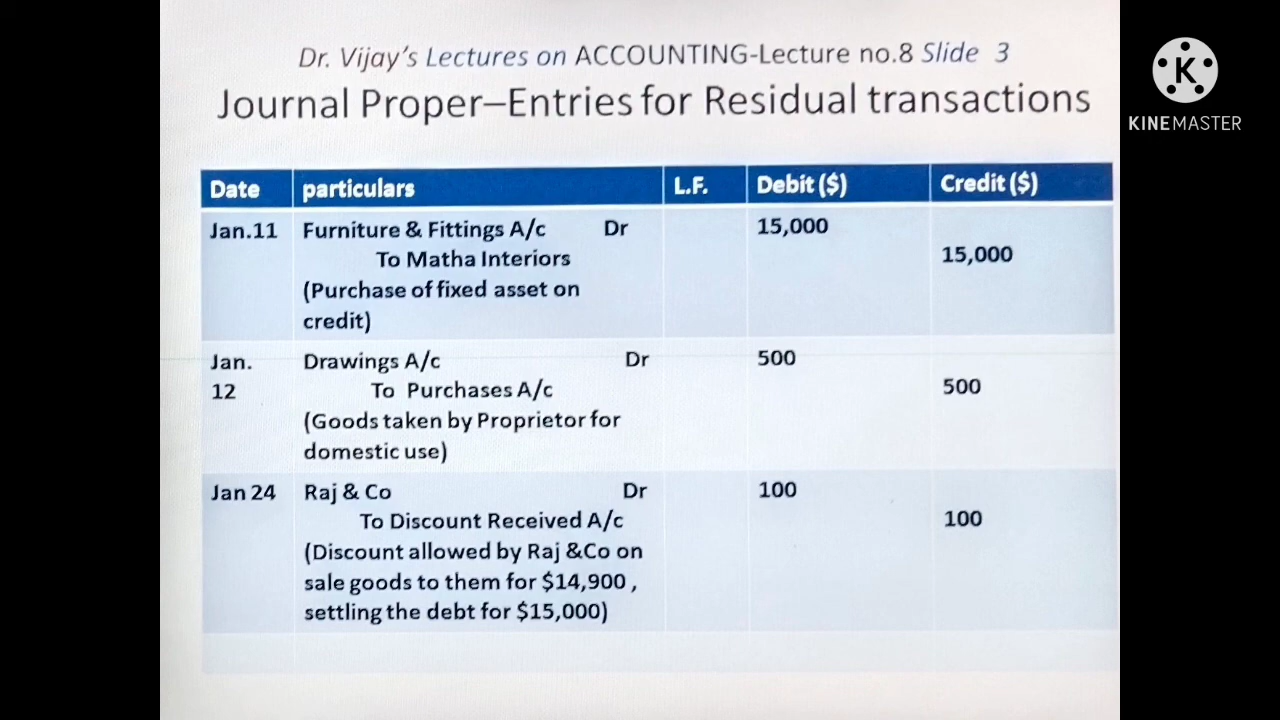 Dr. Vijay's Lectures on ACCOUNTING-Lecture no.8 Slide 3
Journal Proper–Entries for Residual transactions
KINEMASTER
Date particulars L.F. Debit ($) Credit ($)
Jan.11 Furniture & Fittings A/c Dr 15,000
To Matha Interiors 15,000
(Purchase of fixed asset on
credit)
Jan. Drawings A/c Dr 500
12 To Purchases A/c 500
(Goods taken by Proprietor for
domestic use)
Jan 24 Raj & Co Dr 100
To Discount Received A/c 100
(Discount allowed by Raj &Co on
sale goods to them for $14,900 ,
settling the debt for $15,000)